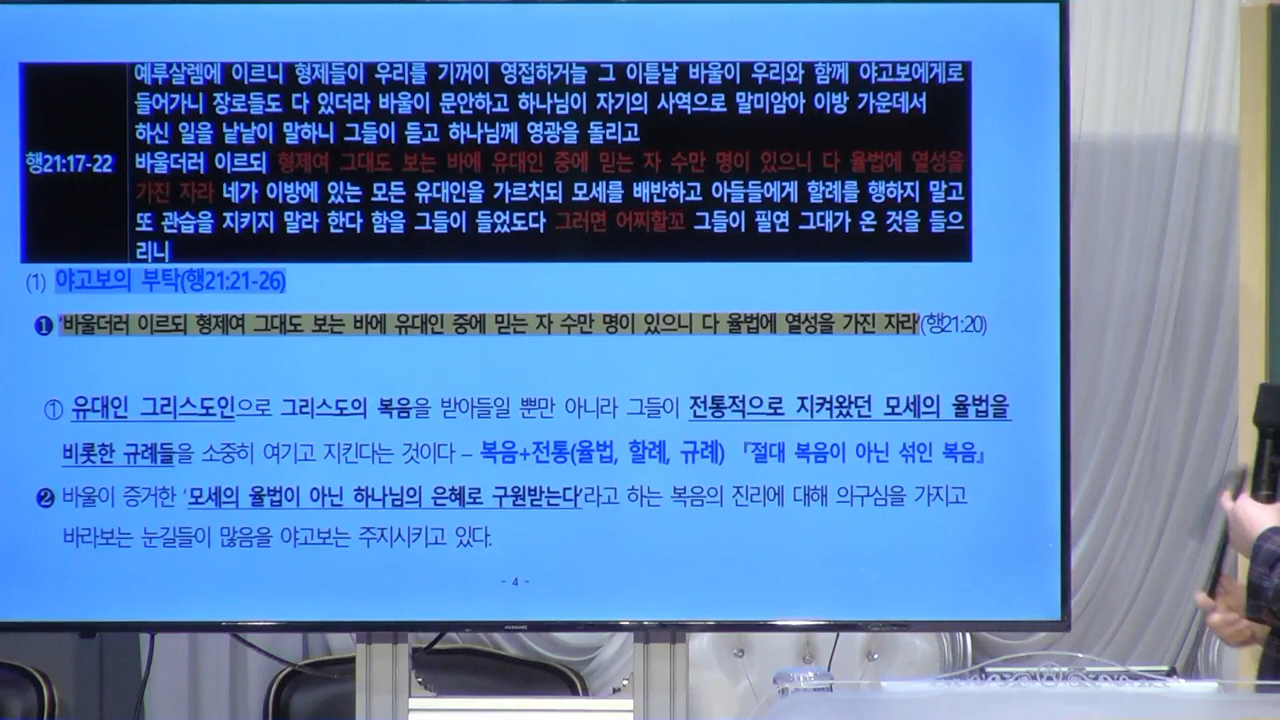 예루살렘에 이르니 형제들이 우리를 기꺼이 영접하거늘 그 이튿날 바울이 우리와 함께 야고보에게로
들어가니 장로들도 다 있더라 바울이 문안하고 하나님이 자기의 사역으로 말미암아 이방 가운데서
하신 일을 낱낱이 말하니 그들이 듣고 하나님께 영광을 돌리고
행21:17-22 바울더러 이르되 형제여 그대도 보는 바에 유대인 중에 믿는 자 수만 명이 있으니 다 율법에 열성을
가진 자라 네가 이방에 있는 모든 유대인을 가르치되 모세를 배반하고 아들들에게 할례를 행하지 말고
또 관습을 지키지 말라 한다 함을 그들이 들었도다 그러면 어찌할꼬 그들이 필연 그대가 온 것을 들으
리니
(1) 야고보의 부탁(행21:21-26)
❶ '바울더러 이르되 형제여 그대도 보는 바에 유대인 중에 믿는 자 수만 명이 있으니 다 율법에 열성을 가진 자라'(행21:20)
① 유대인 그리스도인으로 그리스도의 복음을 받아들일 뿐만 아니라 그들이 전통적으로 지켜왔던 모세의 율법을
비롯한 규례들을 소중히 여기고 지킨다는 것이다 – 복음+전통(율법, 할례, 규례) 『절대 복음이 아닌 섞인 복음』
❷ 바울이 증거한 '모세의 율법이 아닌 하나님의 은혜로 구원받는다'라고 하는 복음의 진리에 대해 의구심을 가지고
바라보는 눈길들이 많음을 야고보는 주지시키고 있다.
- 4 -
SAMSUNG